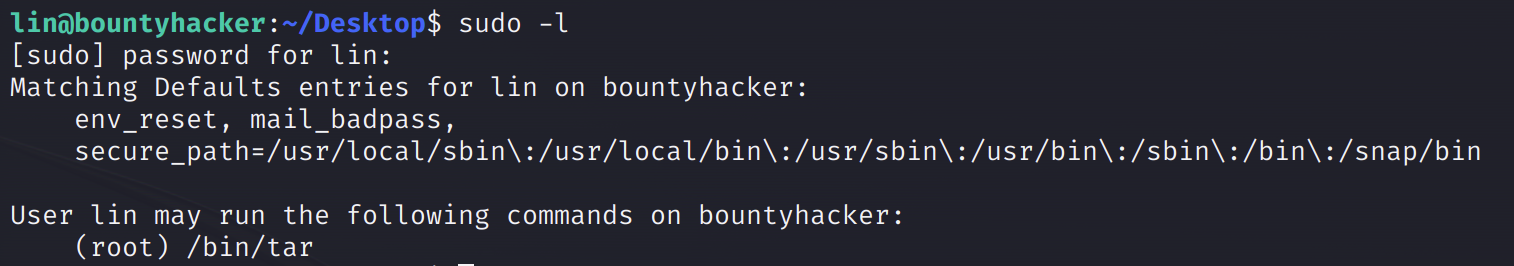 lin@bountyhacker:~/Desktop$ sudo -l
[sudo] password for lin:
Matching Defaults entries for lin on bountyhacker:
    env_reset, mail_badpass,
    secure_path=/usr/local/sbin\:/usr/local/bin\:/usr/sbin\:/usr/bin\:/sbin\:/bin\:/snap/bin

User lin may run the following commands on bountyhacker:
    (root) /bin/tar